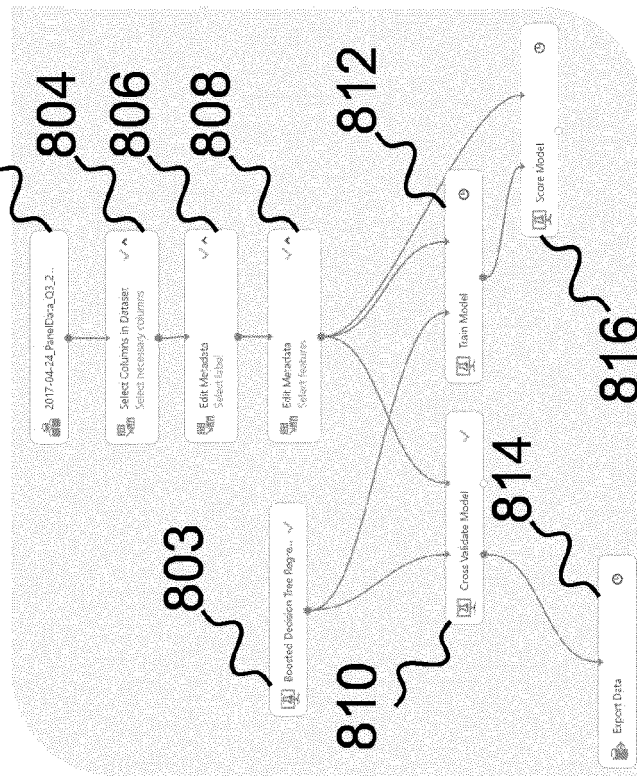 804
2017-04-24_PanelData_Q3_2..
806
Select Columns in Dataset
Select necessary columns
808
Edit Metadata
Select label
Edit Metadata
Select features
803
Boosted Decision Tree Regre...
812
Train Model
810
Cross Validate Model
816
Score Model
814
Export Data